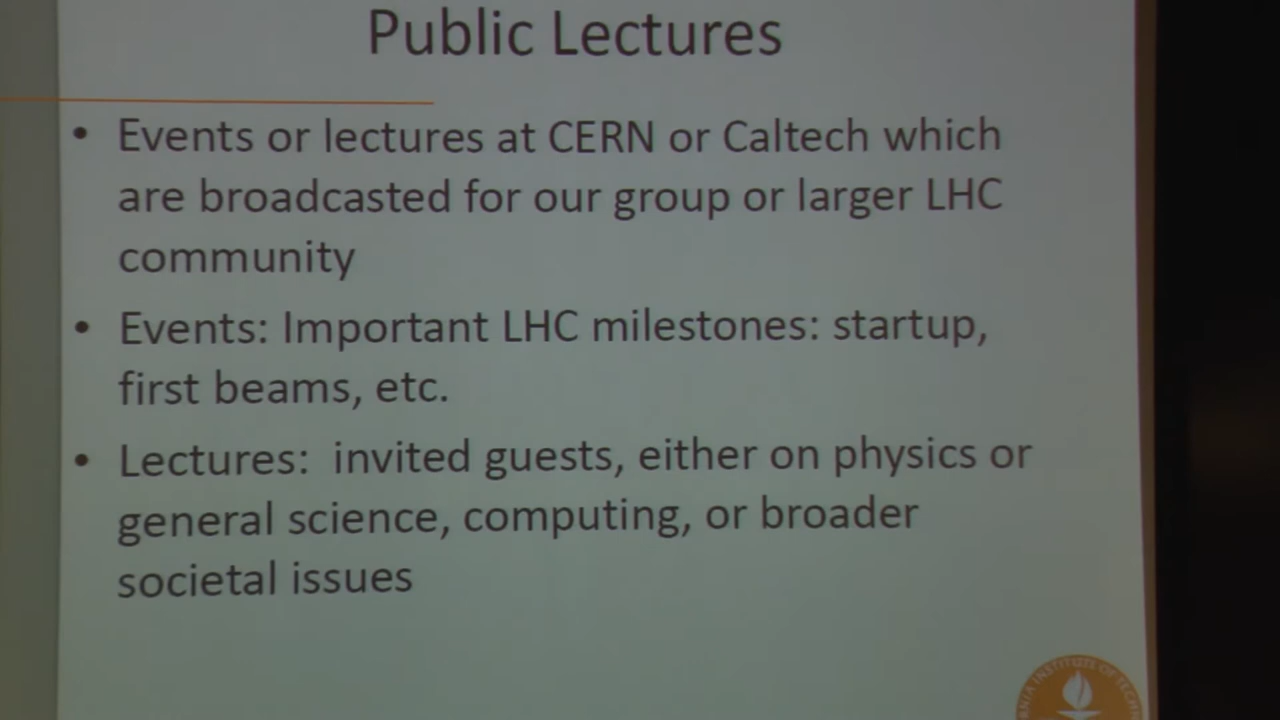 Public Lectures
• Events or lectures at CERN or Caltech which
are broadcasted for our group or larger LHC
community
• Events: Important LHC milestones: startup,
first beams, etc.
• Lectures: invited guests, either on physics or
general science, computing, or broader
societal issues
INSTITUTE OF